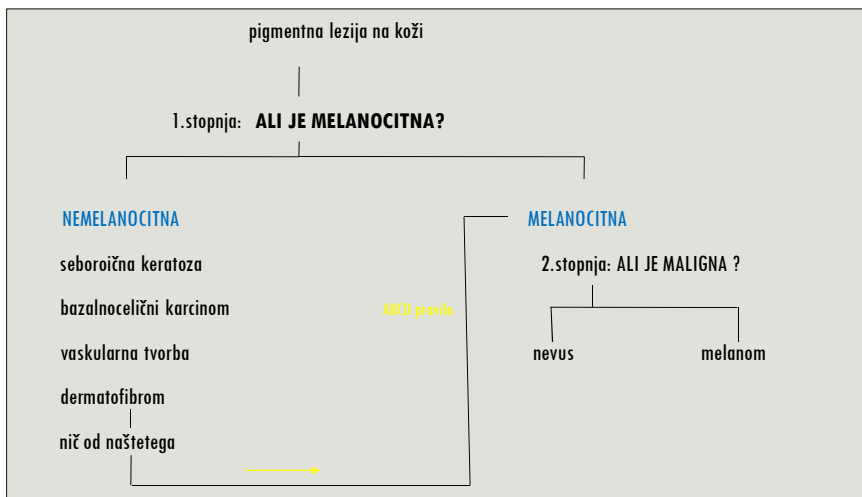 pigmentna lezija na koži
1.stopnja: ALI JE MELANOCITNA?
NEMELANOCITNA
seboroična keratoza
bazalnocelični karcinom
vaskularna tvorba
dermatofibrom
nič od naštetega
ABCD pravilo
MELANOCITNA
2.stopnja: ALI JE MALIGNA ?
nevus melanom